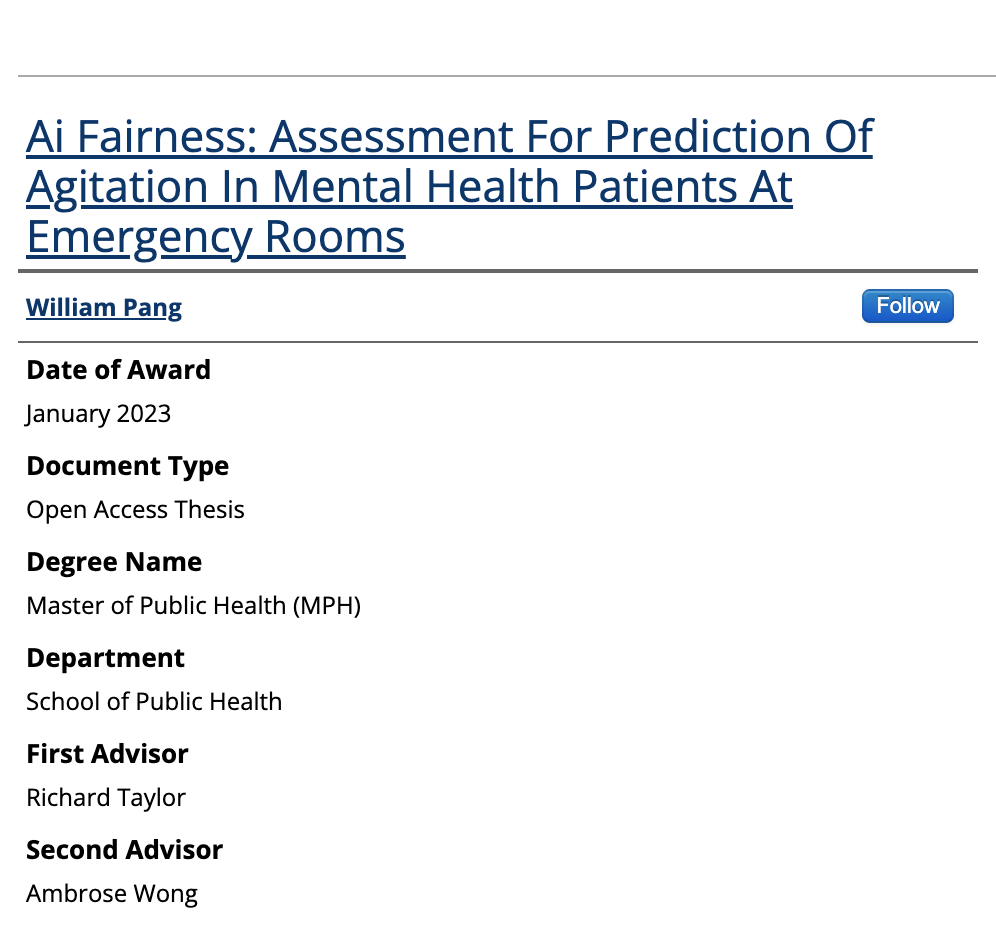 Ai Fairness: Assessment For Prediction Of
Agitation In Mental Health Patients At
Emergency Rooms
William Pang
Follow
Date of Award
January 2023
Document Type
Open Access Thesis
Degree Name
Master of Public Health (MPH)
Department
School of Public Health
First Advisor
Richard Taylor
Second Advisor
Ambrose Wong